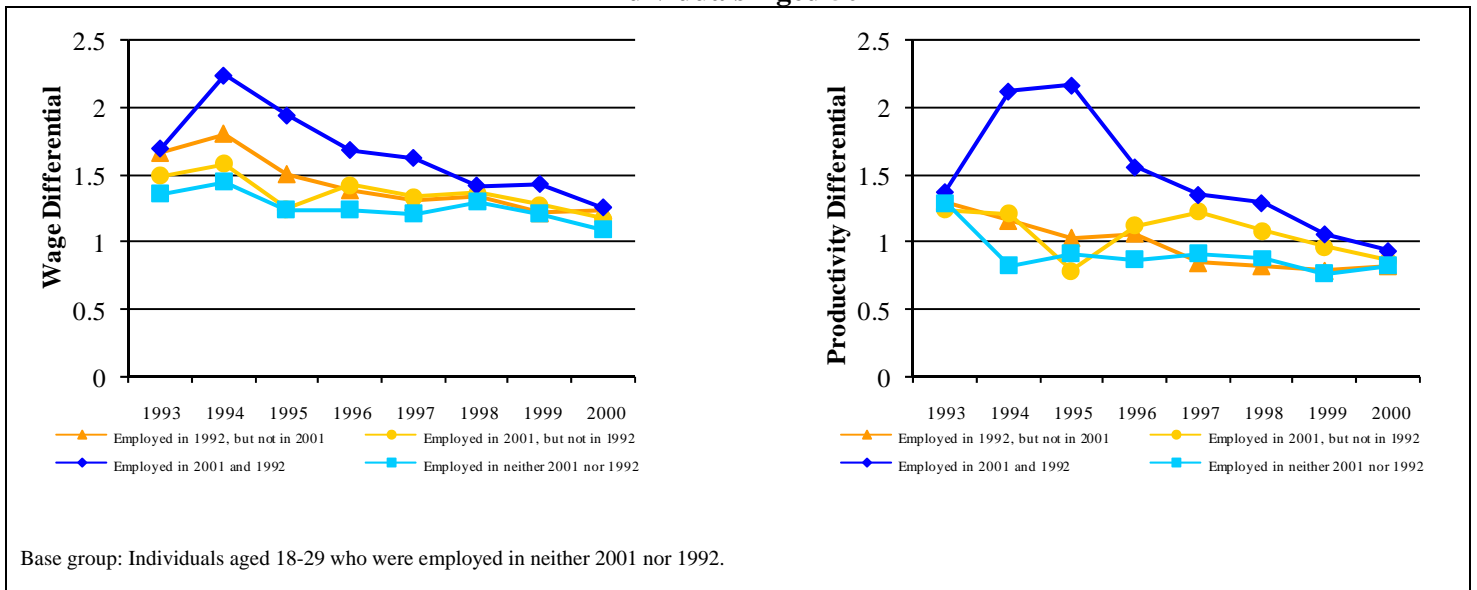 2.5
2
1.5
1
0.5
0
Wage Differential
1993 1994 1995 1996 1997 1998 1999 2000
Employed in 1992, but not in 2001
Employed in 2001, but not in 1992
Employed in 2001 and 1992
Employed in neither 2001 nor 1992
2.5
2
1.5
1
0.5
0
Productivity Differential
1993 1994 1995 1996 1997 1998 1999 2000
Employed in 1992, but not in 2001
Employed in 2001, but not in 1992
Employed in 2001 and 1992
Employed in neither 2001 nor 1992
Base group: Individuals aged 18-29 who were employed in neither 2001 nor 1992.